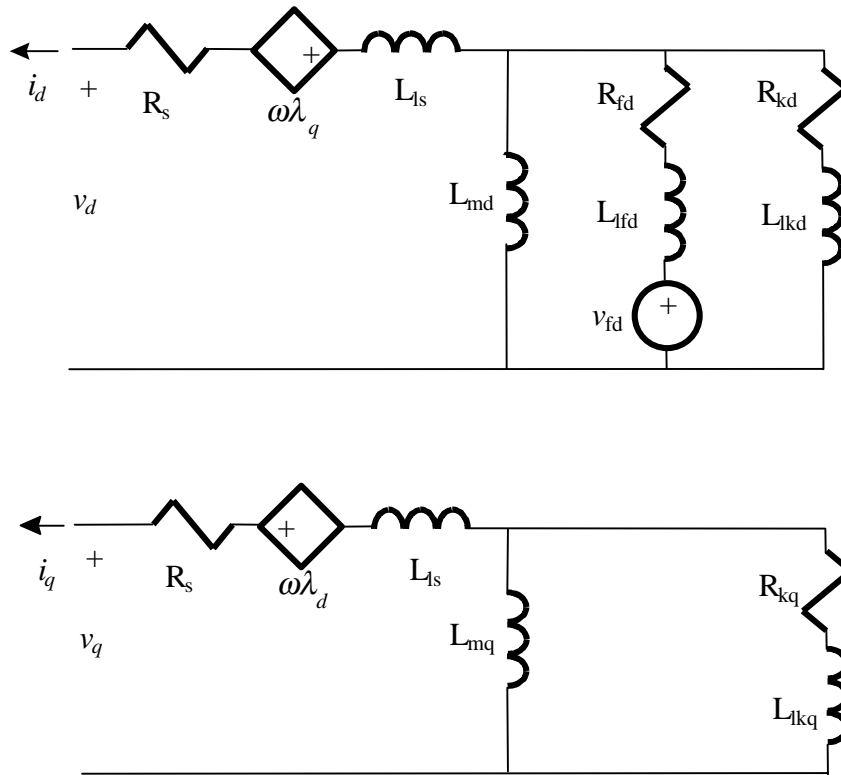 i_d + R_s + L_ls R_fd R_kd
ωλ_q
v_d L_md L_lfd L_lkd
v_fd +
i_q + R_s + L_ls R_kq
ωλ_d
v_q L_mq
L_lkq